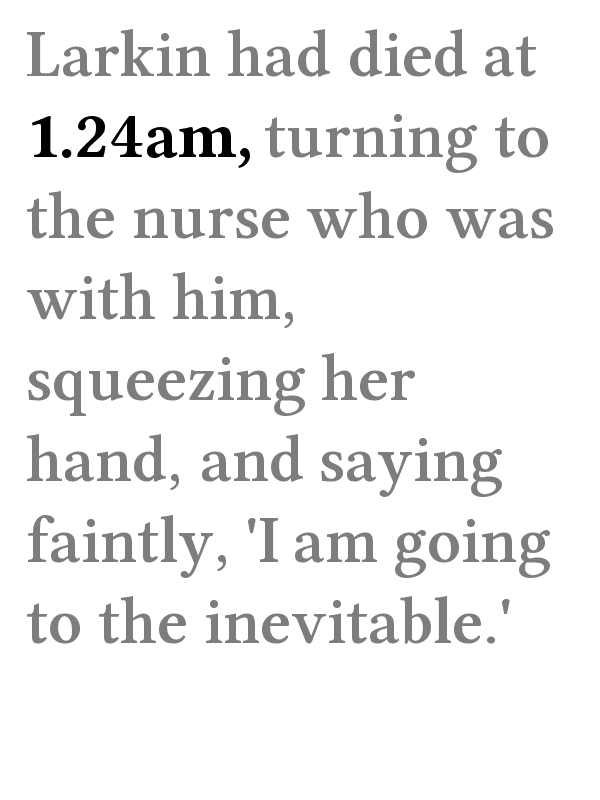 Larkin had died at
1.24am, turning to
the nurse who was
with him,
squeezing her
hand, and saying
faintly, 'I am going
to the inevitable.'